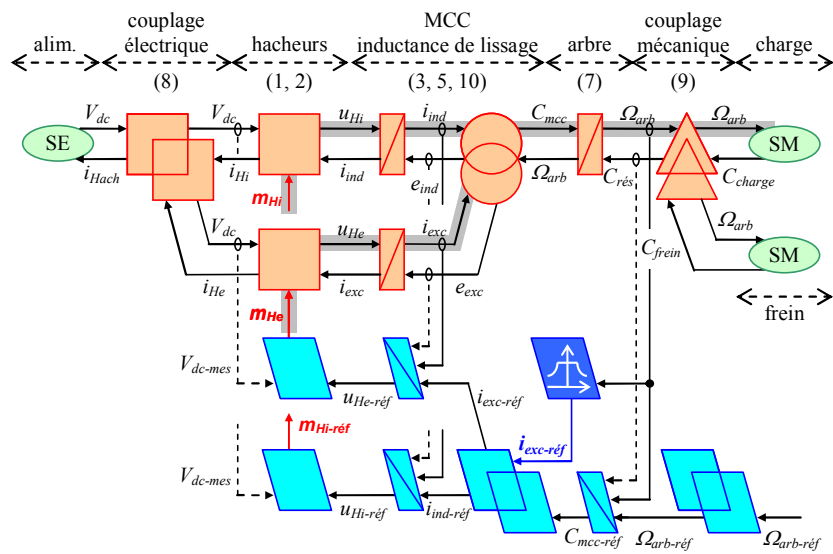 couplage MCC couplage
alim. électrique hacheurs inductance de lissage arbre mécanique charge
(8) (1, 2) (3, 5, 10) (7) (9)
V_dc V_dc u_Hi i_ind C_mcc Ω_arb Ω_arb
SE SM
i_Hach i_Hi i_ind e_ind Ω_arb C_rés C_charge
m_Hi
V_dc u_He i_exc Ω_arb
C_frein SM
i_He i_exc e_exc
m_He frein
V_dc-mes
u_He-réf i_exc-réf
m_Hi-réf
i_exc-réf
V_dc-mes
u_Hi-réf i_ind-réf
C_mcc-réf Ω_arb-réf Ω_arb-réf